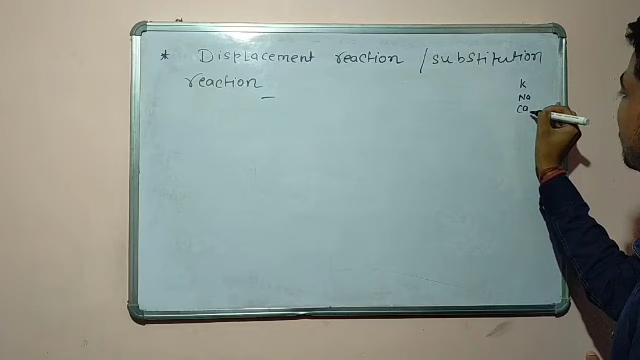 * Displacement reaction / substitution
reaction _
K
Na
Ca